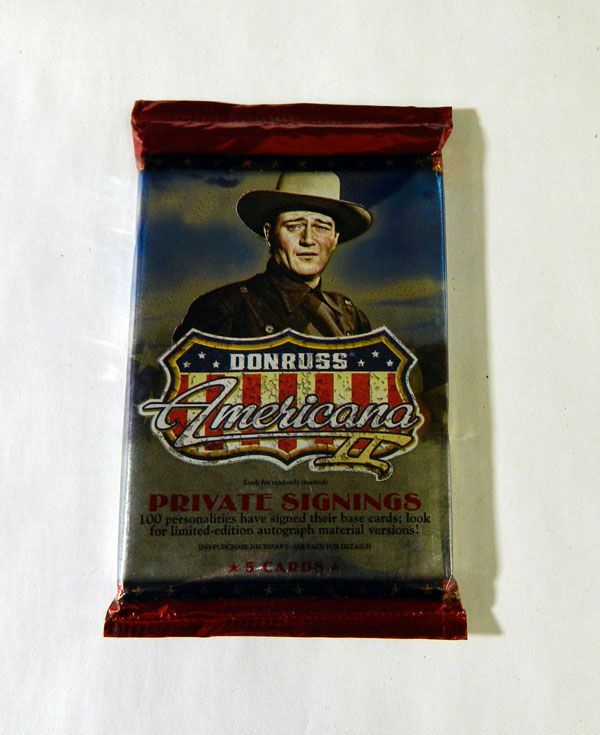 DONRUSS
Americana
II
Look for randomly inserted:
PRIVATE SIGNINGS
100 personalities have signed their base cards; look
for limited-edition autograph material versions!
(NO PURCHASE NECESSARY - SEE PACK FOR DETAILS)
★ 5 CARDS ★